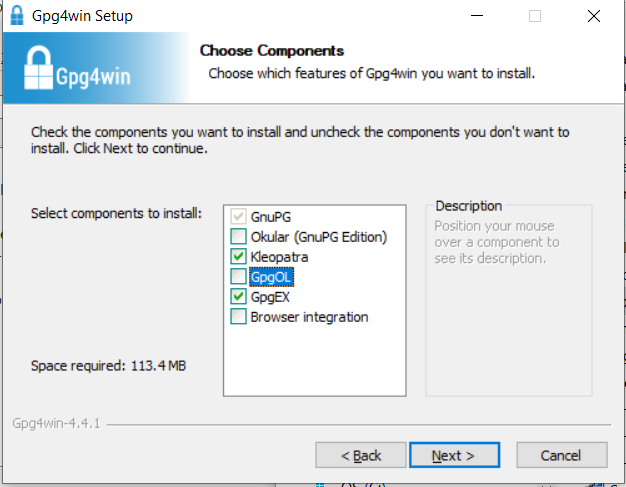 Gpg4win Setup
Choose Components
Choose which features of Gpg4win you want to install.
Gpg4win
Check the components you want to install and uncheck the components you don't want to
install. Click Next to continue.
Select components to install:
GnuPG
Okular (GnuPG Edition)
Kleopatra
GpgOL
GpgEX
Browser integration
Description
Position your mouse
over a component to
see its description.
Space required: 113.4 MB
Gpg4win-4.4.1
< Back
Next >
Cancel